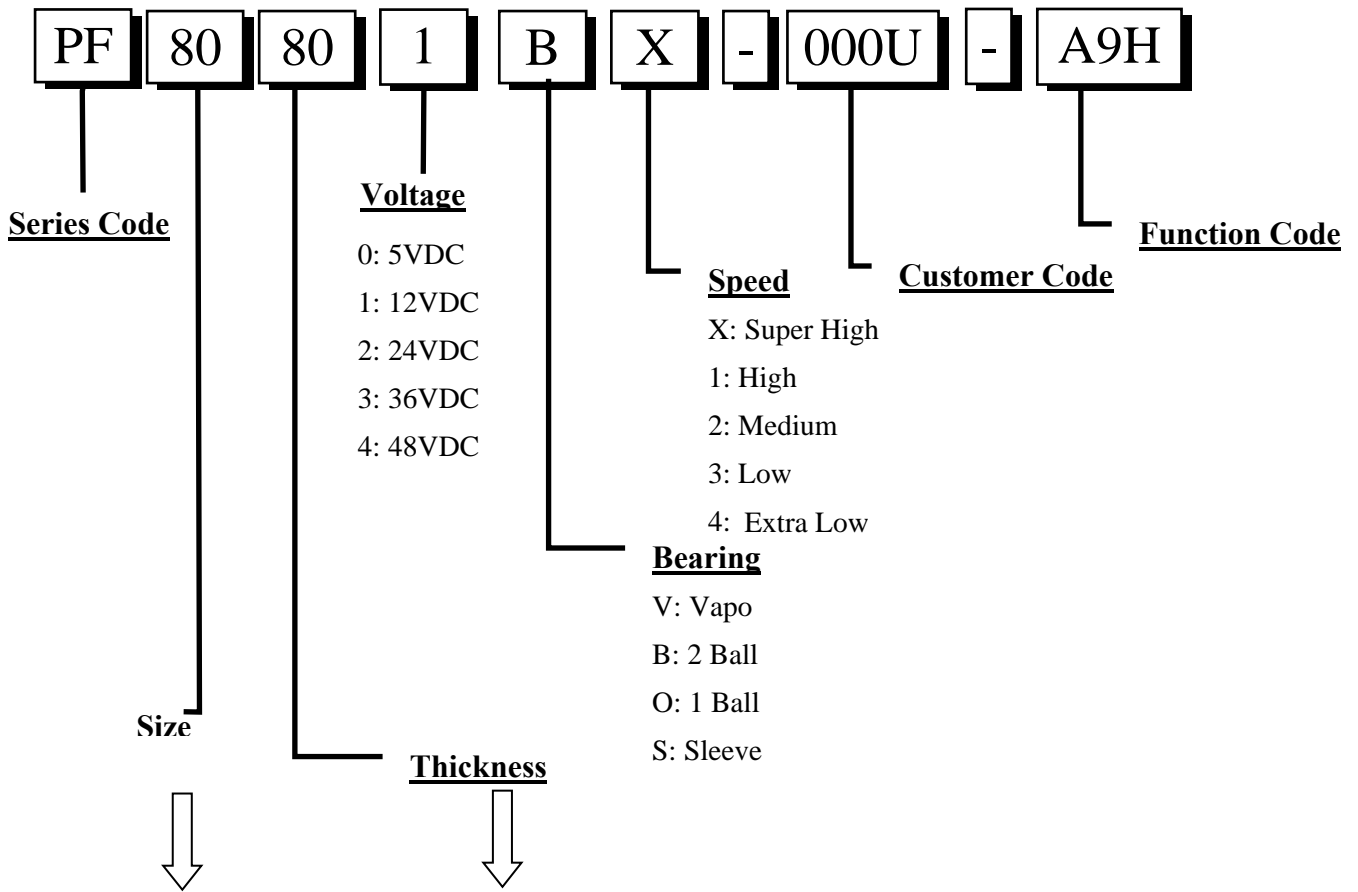 PF 80 80 1 B X - 000U - A9H
Series Code
Voltage
0: 5VDC
1: 12VDC
2: 24VDC
3: 36VDC
4: 48VDC
Function Code
Customer Code
Speed
X: Super High
1: High
2: Medium
3: Low
4: Extra Low
Bearing
V: Vapo
B: 2 Ball
O: 1 Ball
S: Sleeve
Size
Thickness